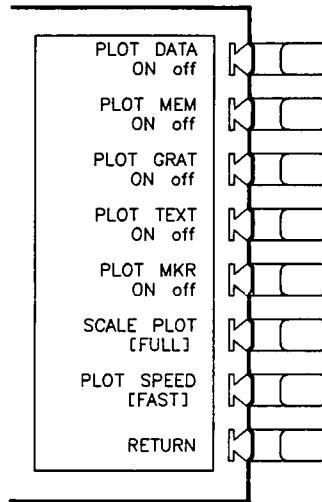 PLOT DATA
ON off
PLOT MEM
ON off
PLOT GRAT
ON off
PLOT TEXT
ON off
PLOT MKR
ON off
SCALE PLOT
[FULL]
PLOT SPEED
[FAST]
RETURN